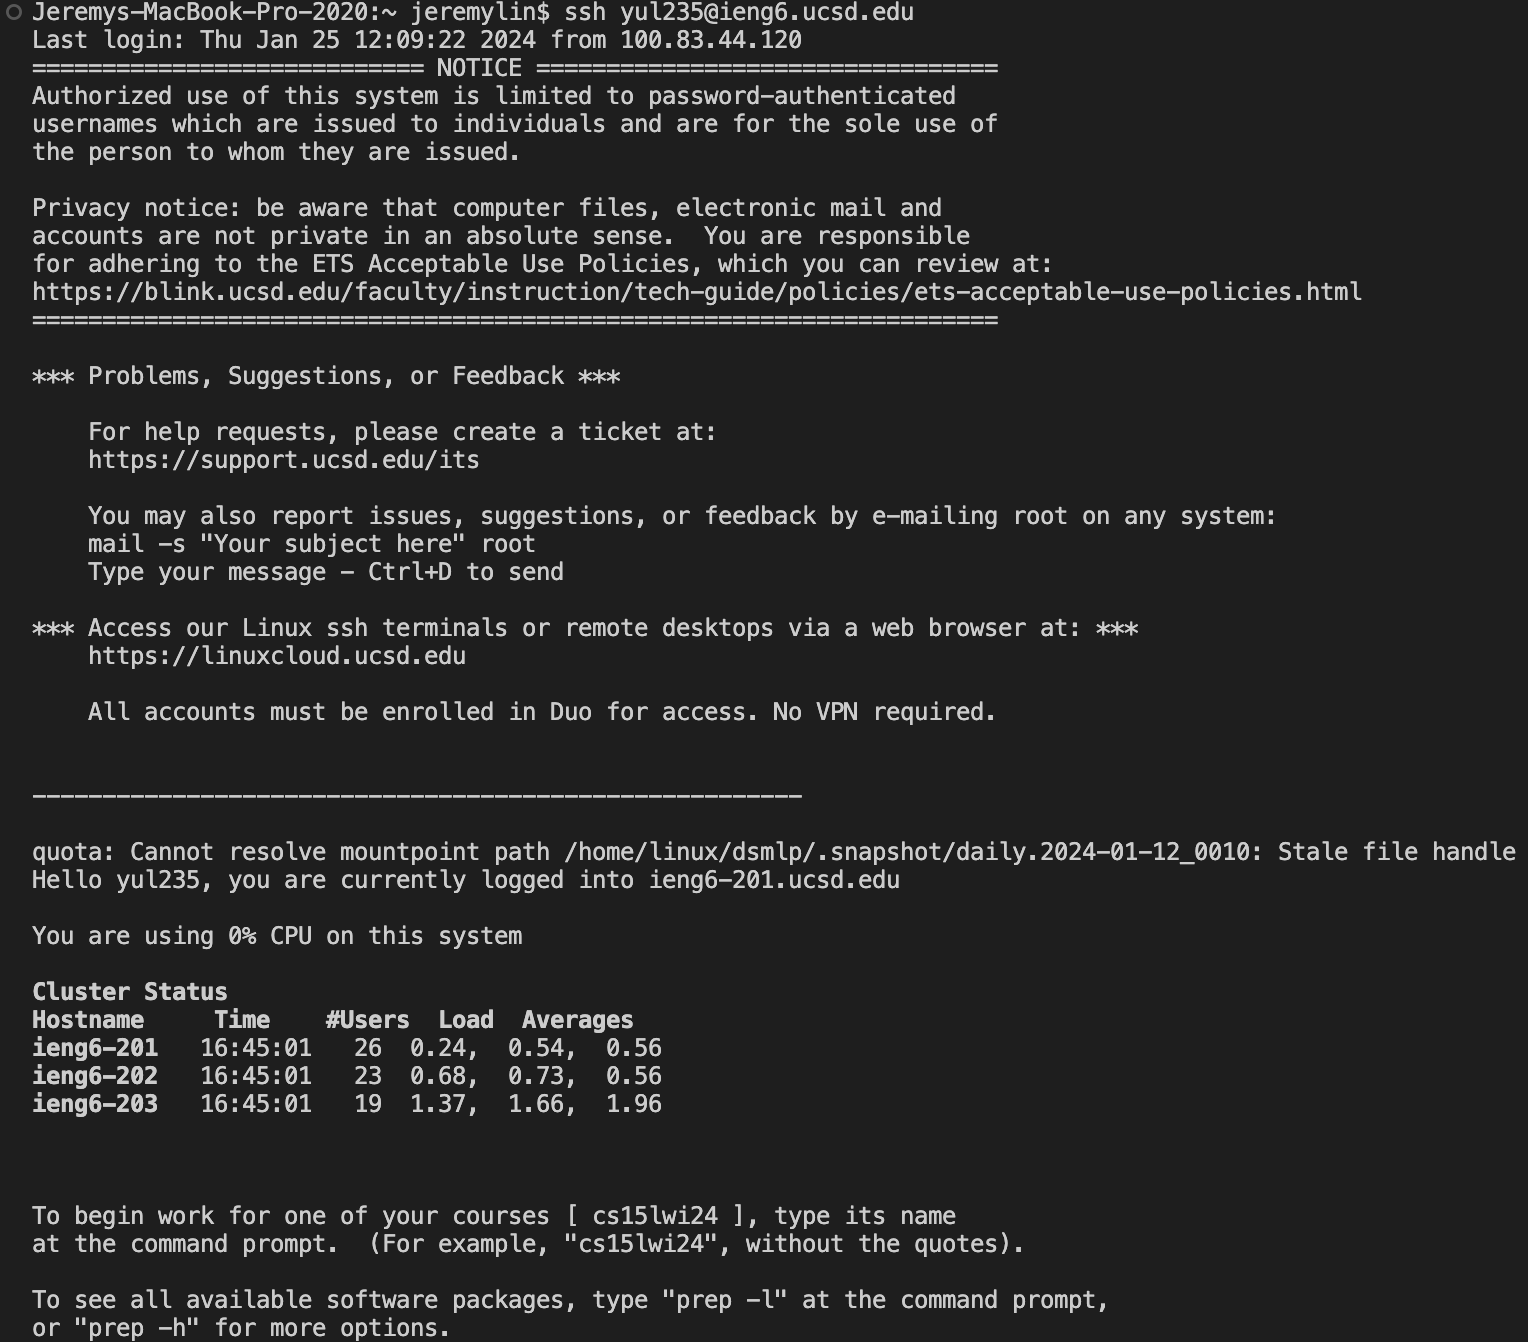 Jeremys-MacBook-Pro-2020:~ jeremylin$ ssh yul235@ieng6.ucsd.edu
Last login: Thu Jan 25 12:09:22 2024 from 100.83.44.120
============================ NOTICE =================================
Authorized use of this system is limited to password-authenticated
usernames which are issued to individuals and are for the sole use of
the person to whom they are issued.
Privacy notice: be aware that computer files, electronic mail and
accounts are not private in an absolute sense.  You are responsible
for adhering to the ETS Acceptable Use Policies, which you can review at:
https://blink.ucsd.edu/faculty/instruction/tech-guide/policies/ets-acceptable-use-policies.html
=====================================================================
*** Problems, Suggestions, or Feedback ***
    For help requests, please create a ticket at:
    https://support.ucsd.edu/its
    You may also report issues, suggestions, or feedback by e-mailing root on any system:
    mail -s "Your subject here" root
    Type your message - Ctrl+D to send
*** Access our Linux ssh terminals or remote desktops via a web browser at: ***
    https://linuxcloud.ucsd.edu
    All accounts must be enrolled in Duo for access. No VPN required.
-------------------------------------------------------
quota: Cannot resolve mountpoint path /home/linux/dsmlp/.snapshot/daily.2024-01-12_0010: Stale file handle
Hello yul235, you are currently logged into ieng6-201.ucsd.edu
You are using 0% CPU on this system
Cluster Status
Hostname     Time    #Users  Load  Averages
ieng6-201   16:45:01   26  0.24,  0.54,  0.56
ieng6-202   16:45:01   23  0.68,  0.73,  0.56
ieng6-203   16:45:01   19  1.37,  1.66,  1.96
To begin work for one of your courses [ cs15lwi24 ], type its name
at the command prompt.  (For example, "cs15lwi24", without the quotes).
To see all available software packages, type "prep -l" at the command prompt,
or "prep -h" for more options.